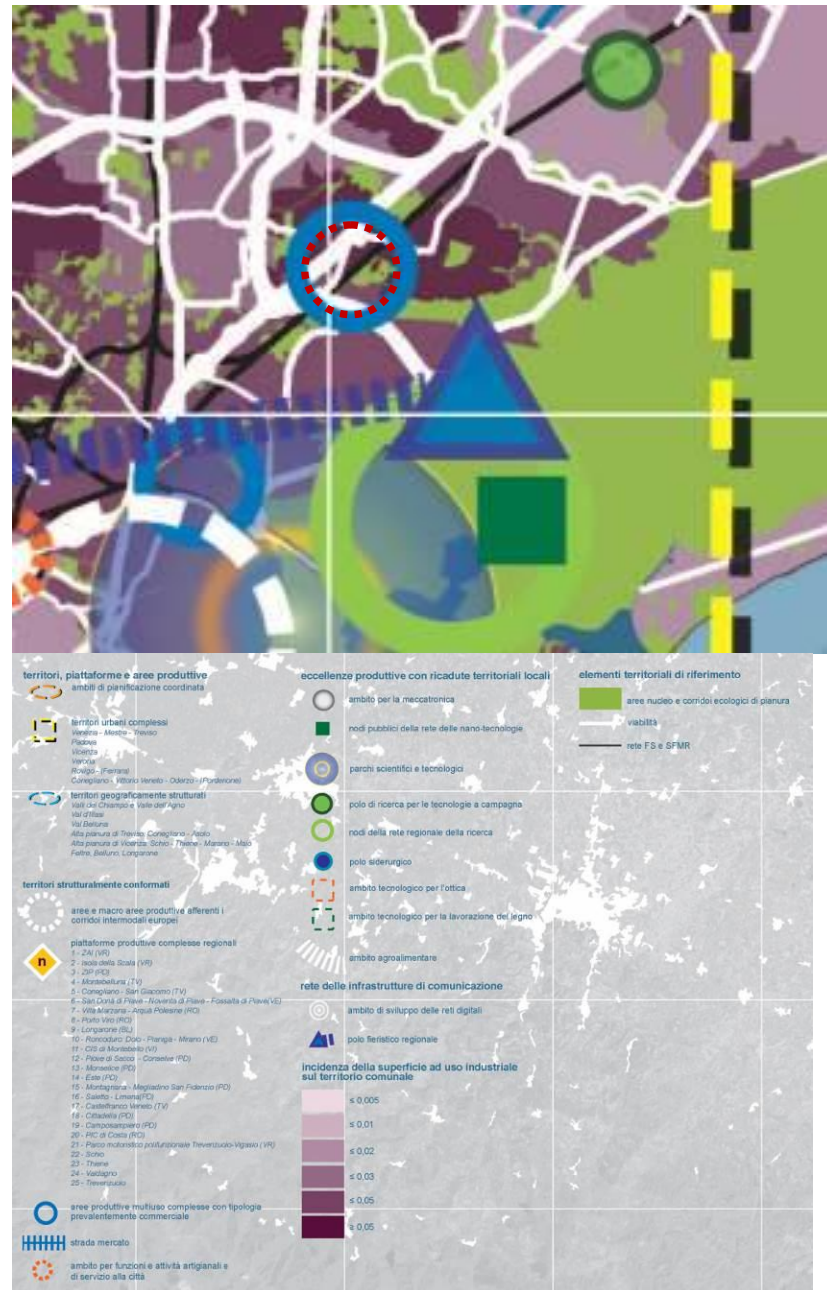 territori, piattaforme e aree produttive
ambiti di pianificazione coordinata
territori urbani complessi
Venezia - Mestre - Treviso
Padova
Vicenza
Verona
Rovigo - (Ferrara)
Conegliano - Vittorio Veneto - Oderzo - (Pordenone)
territori geograficamente strutturati
Valli del Chiampo e Valle dell'Agno
Val d'Illasi
Val Belluna
Alta pianura di Treviso, Conegliano - Asolo
Alta pianura di Vicenza, Schio - Thiene - Marano - Malo
Feltre, Belluno, Longarone
territori strutturalmente conformati
aree e macro aree produttive afferenti i
corridoi intermodali europei
n
piattaforme produttive complesse regionali
1 - ZAI (VR)
2 - Isola della Scala (VR)
3 - ZIP (PD)
4 - Montebelluna (TV)
5 - Conegliano - San Giacomo (TV)
6 - San Donà di Piave - Noventa di Piave - Fossalta di Piave(VE)
7 - Villa Marzana - Arquà Polesine (RO)
8 - Porto Viro (RO)
9 - Longarone (BL)
10 - Roncoduro, Dolo - Pianiga - Mirano (VE)
11 - CIS di Montebello (VI)
12 - Piove di Sacco - Conselve (PD)
13 - Monselice (PD)
14 - Este (PD)
15 - Montagnana - Megliadino San Fidenzio (PD)
16 - Saletto - Limena(PD)
17 - Castelfranco Veneto (TV)
18 - Cittadella (PD)
19 - Camposampiero (PD)
20 - PIC di Costa (RO)
21 - Parco motoristico polifunzionale Trevenzuolo-Vigasio (VR)
22 - Schio
23 - Thiene
24 - Valdagno
25 - Trevenzuolo
aree produttive multiuso complesse con tipologia
prevalentemente commerciale
strada mercato
ambito per funzioni e attività artigianali e
di servizio alla città
eccellenze produttive con ricadute territoriali locali
ambito per la meccatronica
nodi pubblici della rete delle nano-tecnologie
parchi scientifici e tecnologici
polo di ricerca per le tecnologie a campagna
nodi della rete regionale della ricerca
polo siderurgico
ambito tecnologico per l'ottica
ambito tecnologico per la lavorazione del legno
ambito agroalimentare
rete delle infrastrutture di comunicazione
ambito di sviluppo delle reti digitali
polo fieristico regionale
incidenza della superficie ad uso industriale
sul territorio comunale
≤ 0,005
≤ 0,01
≤ 0,02
≤ 0,03
≤ 0,05
≥ 0,05
elementi territoriali di riferimento
aree nucleo e corridoi ecologici di pianura
viabilità
rete FS e SFMR